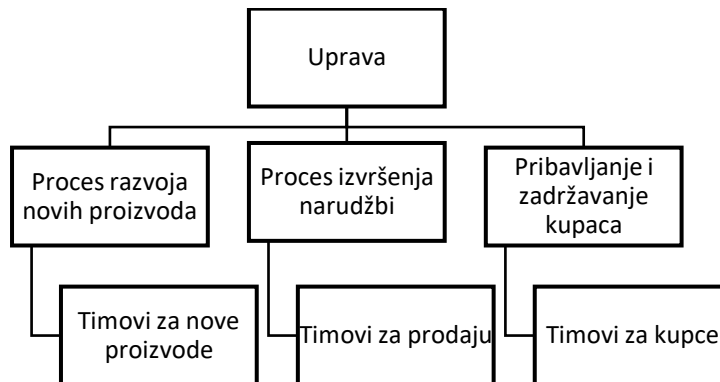 Uprava
Proces razvoja
novih proizvoda
Proces izvršenja
narudžbi
Pribavljanje i
zadržavanje
kupaca
Timovi za nove
proizvode
Timovi za prodaju
Timovi za kupce